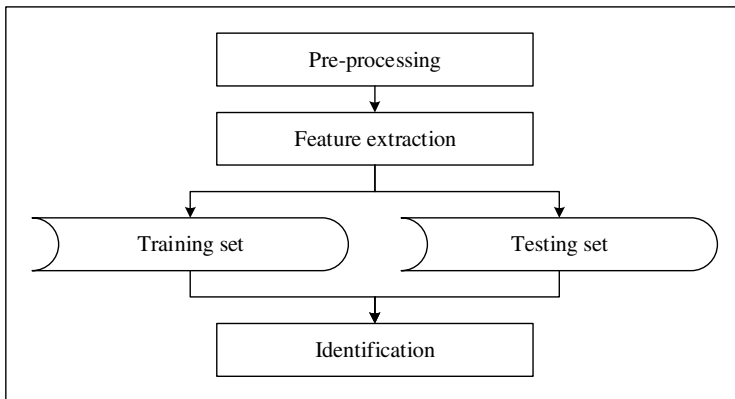 Pre-processing
Feature extraction
Training set
Testing set
Identification